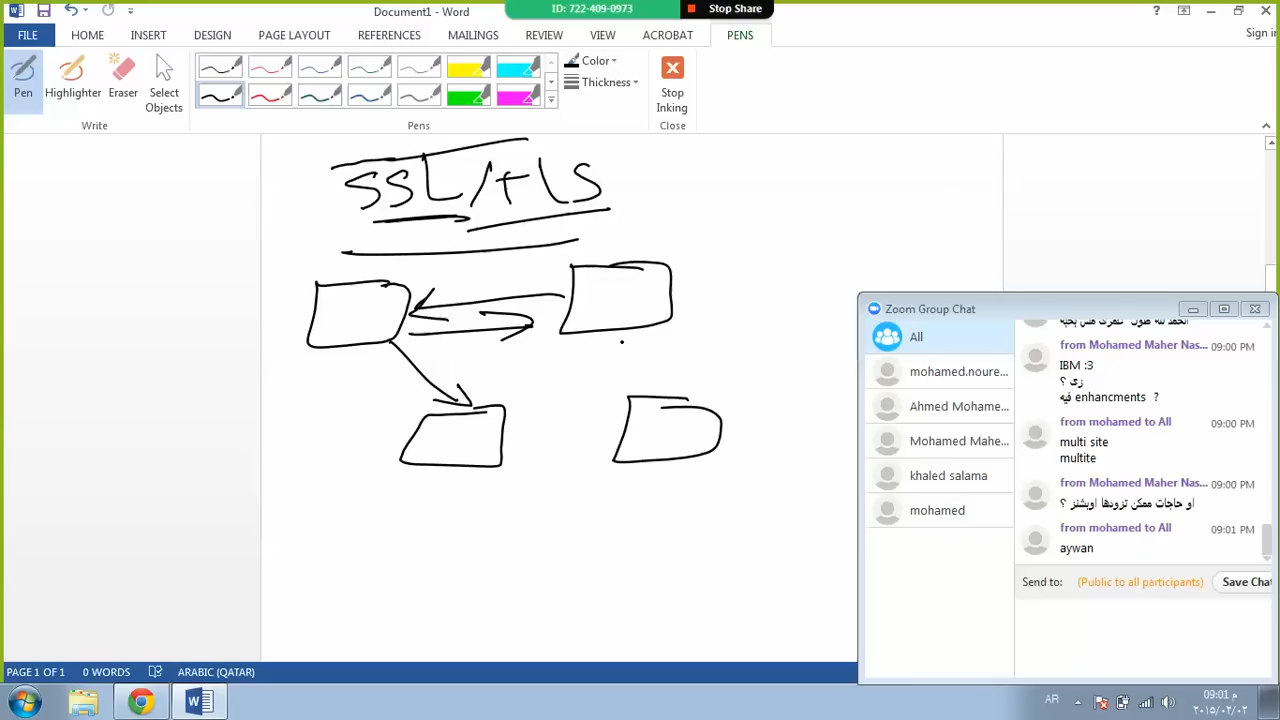 Document1 - Word
ID: 722-409-0973
Stop Share
?
FILE HOME INSERT DESIGN PAGE LAYOUT REFERENCES MAILINGS REVIEW VIEW ACROBAT PENS
Sign in
Pen Highlighter Eraser Select Objects
Color
Thickness
Stop Inking
Write Pens Close
SSL/tLS
Zoom Group Chat
All
mohamed.noure...
Ahmed Mohame...
Mohamed Mahe...
khaled salama
mohamed
from Mohamed Maher Nas... 09:00 PM
IBM :3
زى ؟
فيه enhancments ?
from mohamed to All 09:00 PM
multi site
multite
from Mohamed Maher Nas... 09:00 PM
او حاجات ممكن تزودها اوبشنز ؟
from mohamed to All 09:01 PM
aywan
Send to: (Public to all participants) Save Chat
PAGE 1 OF 1 0 WORDS ARABIC (QATAR)
AR
09:01 م
٢٠١٥/٠٢/٠٢